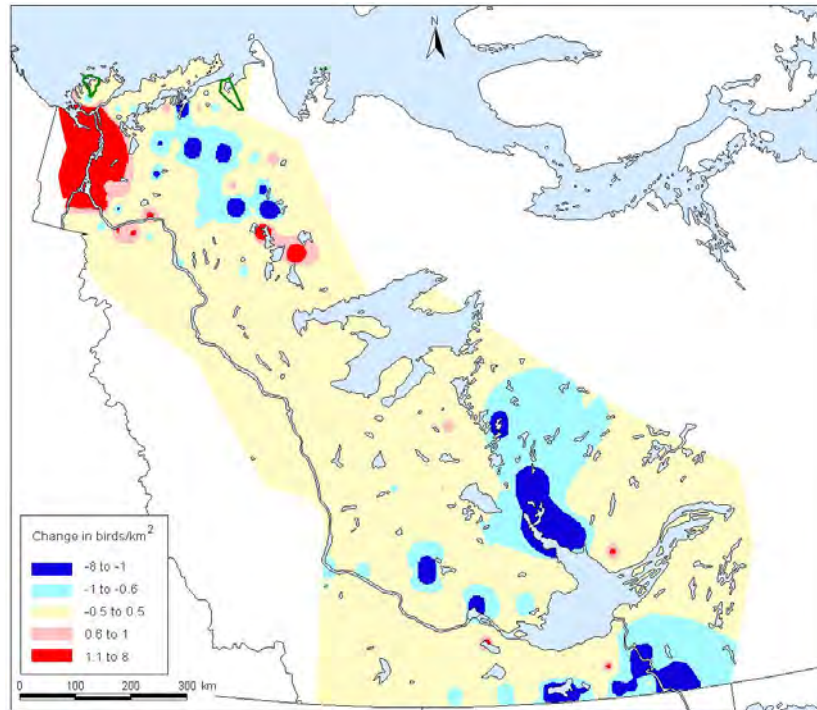 N
Change in birds/km²
-8 to -1
-1 to -0.6
-0.5 to 0.5
0.6 to 1
1.1 to 8
0 100 200 300 km